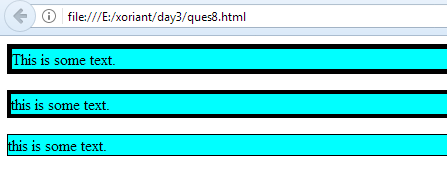 file:///E:/xoriant/day3/ques8.html
This is some text.
this is some text.
this is some text.